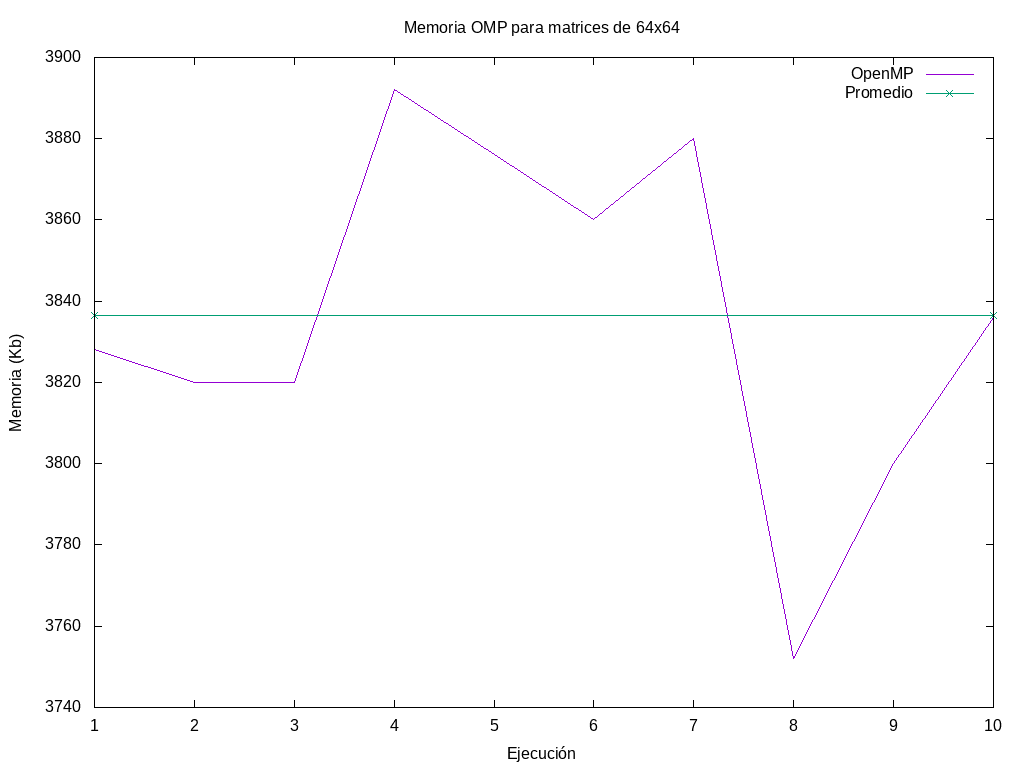 Memoria OMP para matrices de 64x64
OpenMP
Promedio
3900
3880
3860
3840
3820
3800
3780
3760
3740
Memoria (Kb)
1 2 3 4 5 6 7 8 9 10
Ejecución